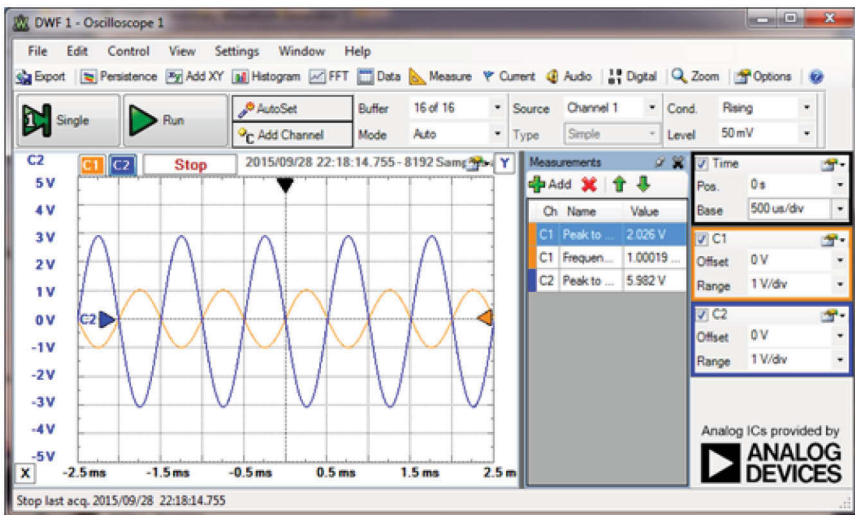 DWF 1 - Oscilloscope 1
File Edit Control View Settings Window Help
Export Persistence Add XY Histogram FFT Data Measure Current Audio Digital Zoom Options
1 Single Run AutoSet Buffer 16 of 16 Source Channel 1 Cond. Rising
Add Channel Mode Auto Type Simple Level 50 mV
C2 C1 C2 Stop 2015/09/28 22:18:14.755 - 8192 Y
5 V
4 V
3 V
2 V
1 V
0 V
-1 V
-2 V
-3 V
-4 V
-5 V
C2
X -2.5 ms -1.5 ms -0.5 ms 0.5 ms 1.5 ms 2.5 m
Measurements
Add
Ch Name Value
C1 Peak to ... 2.026 V
C1 Frequen... 1.00019 ...
C2 Peak to ... 5.982 V
Time
Pos. 0 s
Base 500 us/div
C1
Offset 0 V
Range 1 V/div
C2
Offset 0 V
Range 1 V/div
Analog ICs provided by
ANALOG
DEVICES
Stop last acq. 2015/09/28 22:18:14.755